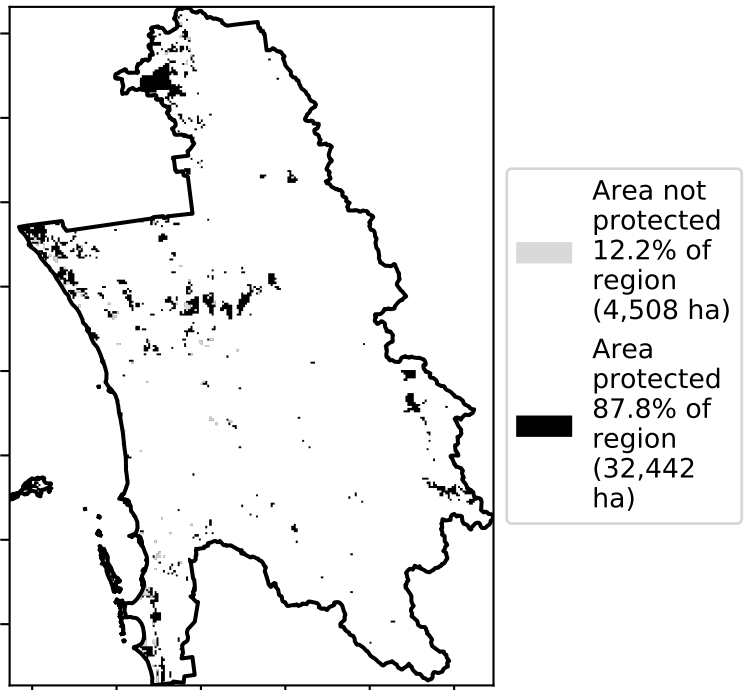 Area not
protected
12.2% of
region
(4,508 ha)
Area
protected
87.8% of
region
(32,442
ha)